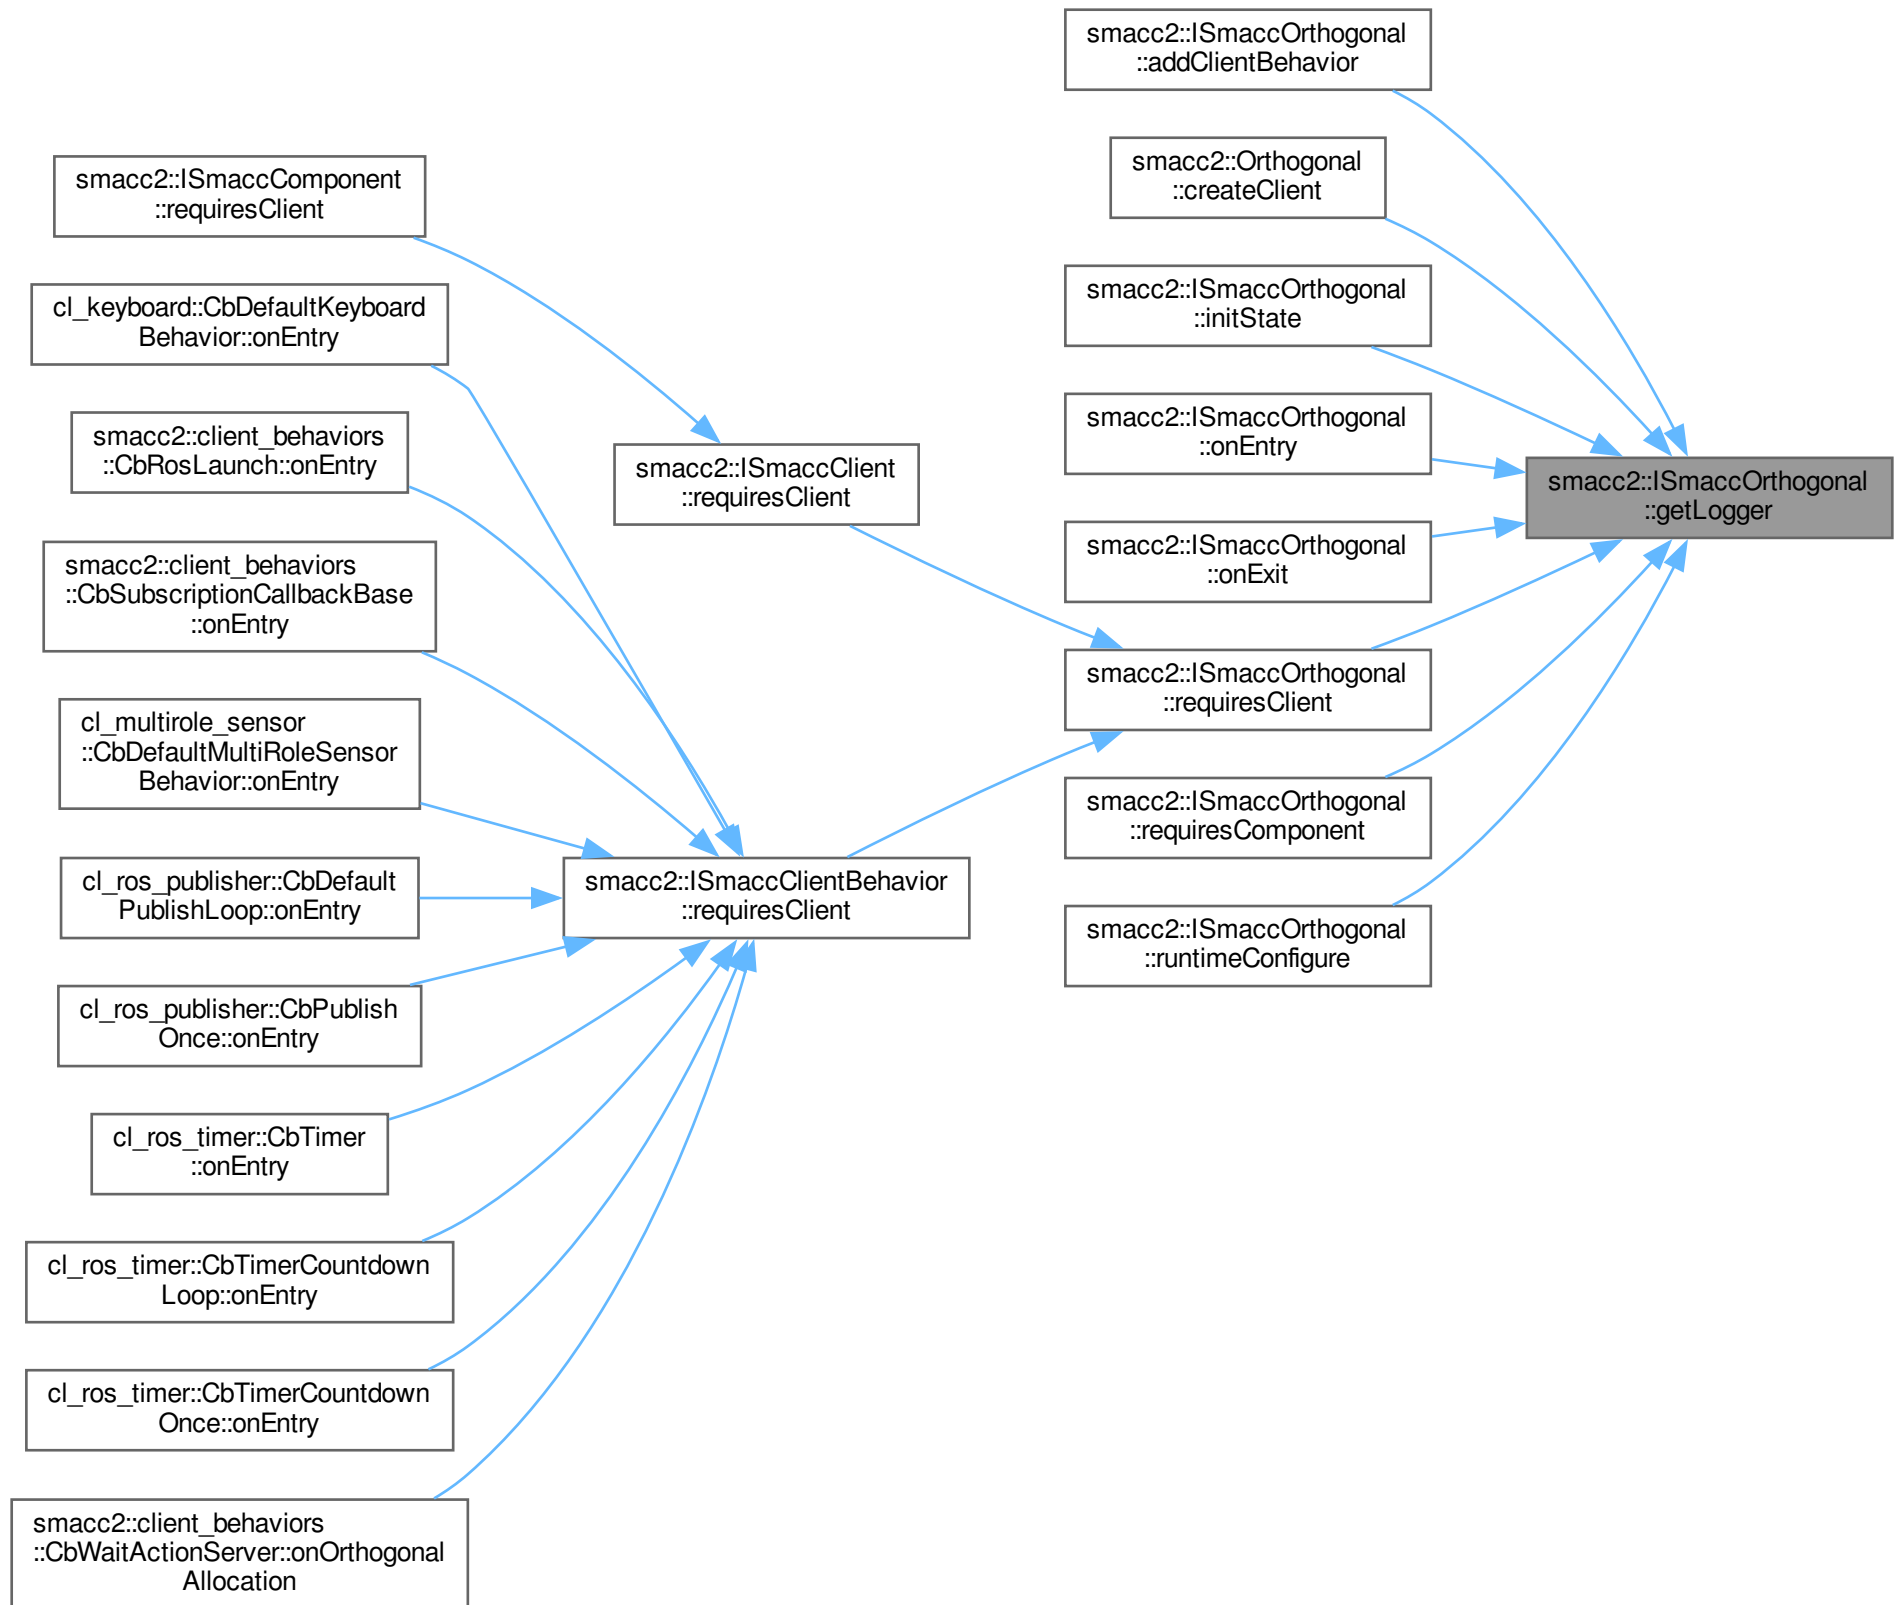 smacc2::ISmaccOrthogonal
::addClientBehavior
smacc2::Orthogonal
::createClient
smacc2::ISmaccComponent
::requiresClient
smacc2::ISmaccOrthogonal
::initState
cl_keyboard::CbDefaultKeyboard
Behavior::onEntry
smacc2::ISmaccOrthogonal
::onEntry
smacc2::client_behaviors
::CbRosLaunch::onEntry
smacc2::ISmaccClient
::requiresClient
smacc2::ISmaccOrthogonal
::getLogger
smacc2::ISmaccOrthogonal
::onExit
smacc2::client_behaviors
::CbSubscriptionCallbackBase
::onEntry
smacc2::ISmaccOrthogonal
::requiresClient
cl_multirole_sensor
::CbDefaultMultiRoleSensor
Behavior::onEntry
smacc2::ISmaccOrthogonal
::requiresComponent
cl_ros_publisher::CbDefault
PublishLoop::onEntry
smacc2::ISmaccClientBehavior
::requiresClient
smacc2::ISmaccOrthogonal
::runtimeConfigure
cl_ros_publisher::CbPublish
Once::onEntry
cl_ros_timer::CbTimer
::onEntry
cl_ros_timer::CbTimerCountdown
Loop::onEntry
cl_ros_timer::CbTimerCountdown
Once::onEntry
smacc2::client_behaviors
::CbWaitActionServer::onOrthogonal
Allocation